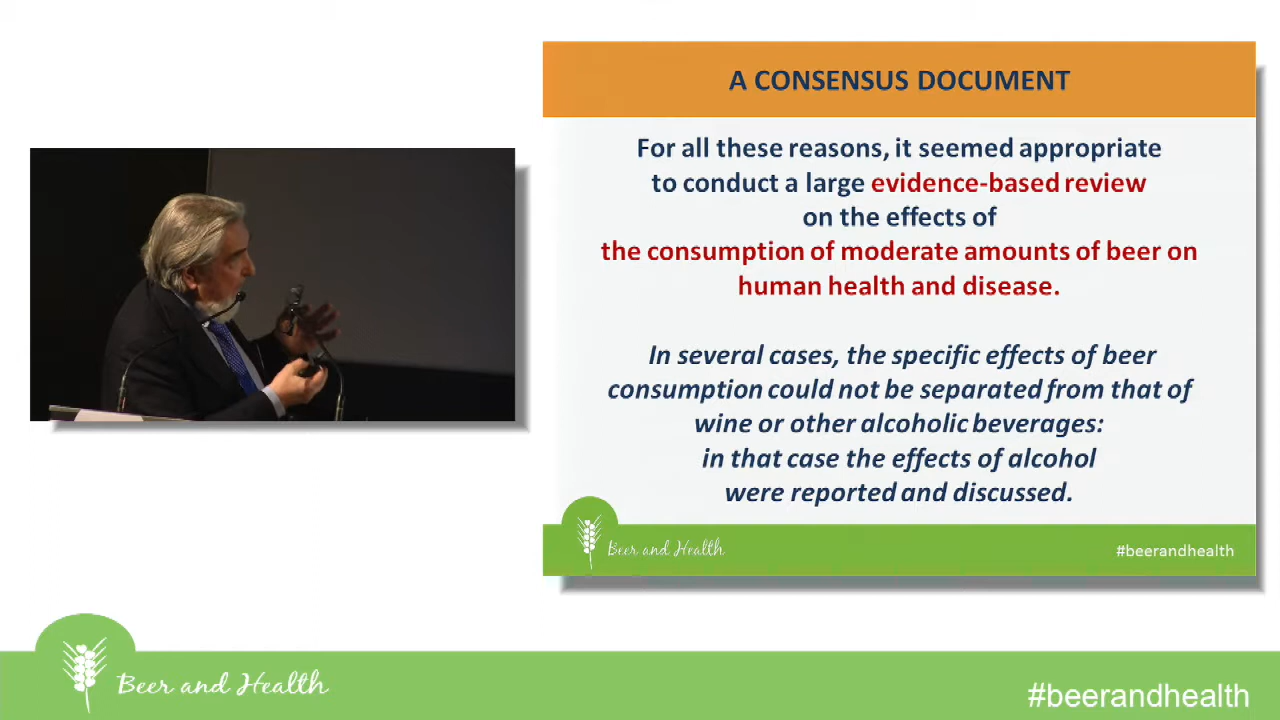 A CONSENSUS DOCUMENT
For all these reasons, it seemed appropriate
to conduct a large evidence-based review
on the effects of
the consumption of moderate amounts of beer on
human health and disease.
In several cases, the specific effects of beer
consumption could not be separated from that of
wine or other alcoholic beverages:
in that case the effects of alcohol
were reported and discussed.
Beer and Health
#beerandhealth
Beer and Health
#beerandhealth